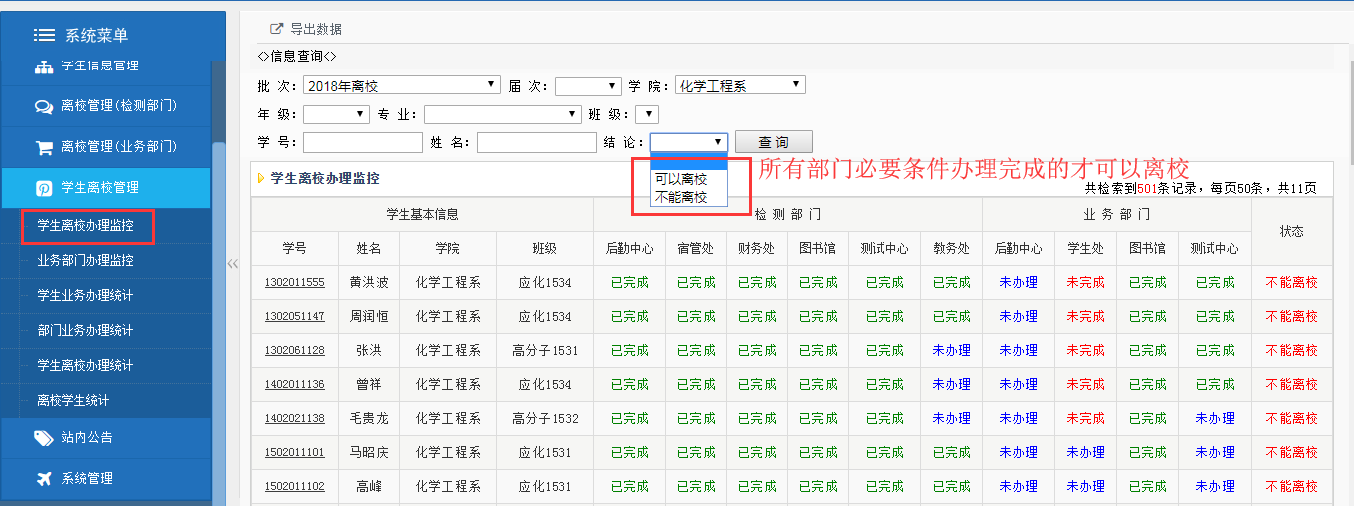 系统菜单
学生信息管理
离校管理(检测部门)
离校管理(业务部门)
学生离校管理
学生离校办理监控
业务部门办理监控
学生业务办理统计
部门业务办理统计
学生离校办理统计
离校学生统计
站内公告
系统管理
导出数据
<>信息查询<>
批 次: 2018年离校 届 次: 学 院: 化学工程系
年 级: 专 业: 班 级:
学 号: 姓 名: 结 论: 查 询
可以离校
不能离校
所有部门必要条件办理完成的才可以离校
学生离校办理监控
共检索到501条记录，每页50条，共11页
学生基本信息 检 测 部 门 业 务 部 门 状态
学号 姓名 学院 班级 后勤中心 宿管处 财务处 图书馆 测试中心 教务处 后勤中心 学生处 图书馆 测试中心
1302011555 黄洪波 化学工程系 应化1534 已完成 已完成 已完成 已完成 已完成 已完成 未办理 未完成 已完成 已完成 不能离校
1302051147 周润恒 化学工程系 应化1534 已完成 已完成 已完成 已完成 已完成 已完成 未办理 未完成 已完成 已完成 不能离校
1302061128 张洪 化学工程系 高分子1531 已完成 已完成 已完成 已完成 已完成 未办理 未办理 未完成 已完成 已完成 不能离校
1402011136 曾祥 化学工程系 应化1534 已完成 已完成 已完成 已完成 已完成 未办理 未办理 未完成 已完成 已完成 不能离校
1402021138 毛贵龙 化学工程系 高分子1532 已完成 已完成 已完成 已完成 已完成 未办理 未办理 未完成 已完成 未办理 不能离校
1502011101 马昭庆 化学工程系 应化1531 已完成 已完成 已完成 已完成 已完成 已完成 未办理 未办理 已完成 未办理 不能离校
1502011102 高峰 化学工程系 应化1531 已完成 已完成 已完成 已完成 已完成 已完成 未办理 未办理 已完成 未办理 不能离校